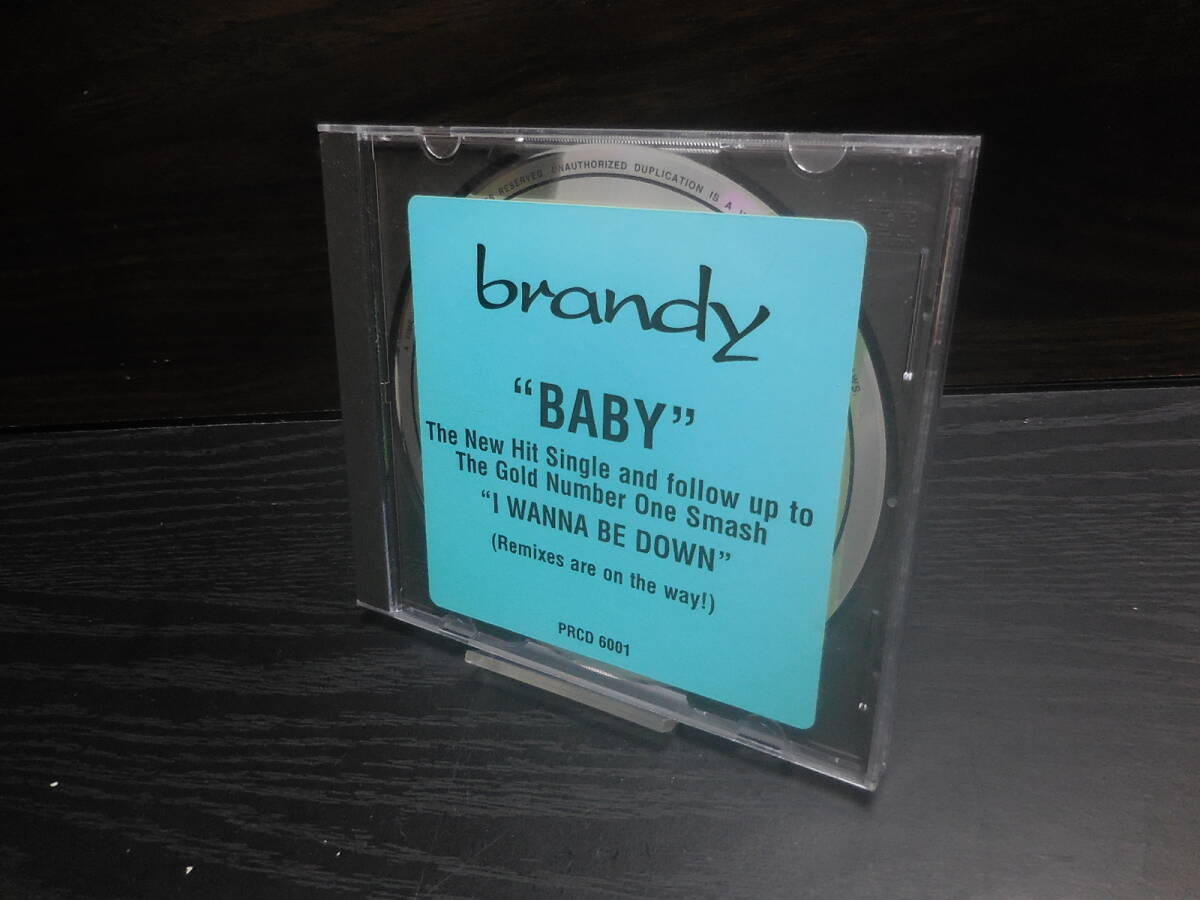 RESERVED UNAUTHORIZED DUPLICATION IS A
brandy
“BABY”
The New Hit Single and follow up to
The Gold Number One Smash
“I WANNA BE DOWN”
(Remixes are on the way!)
PRCD 6001